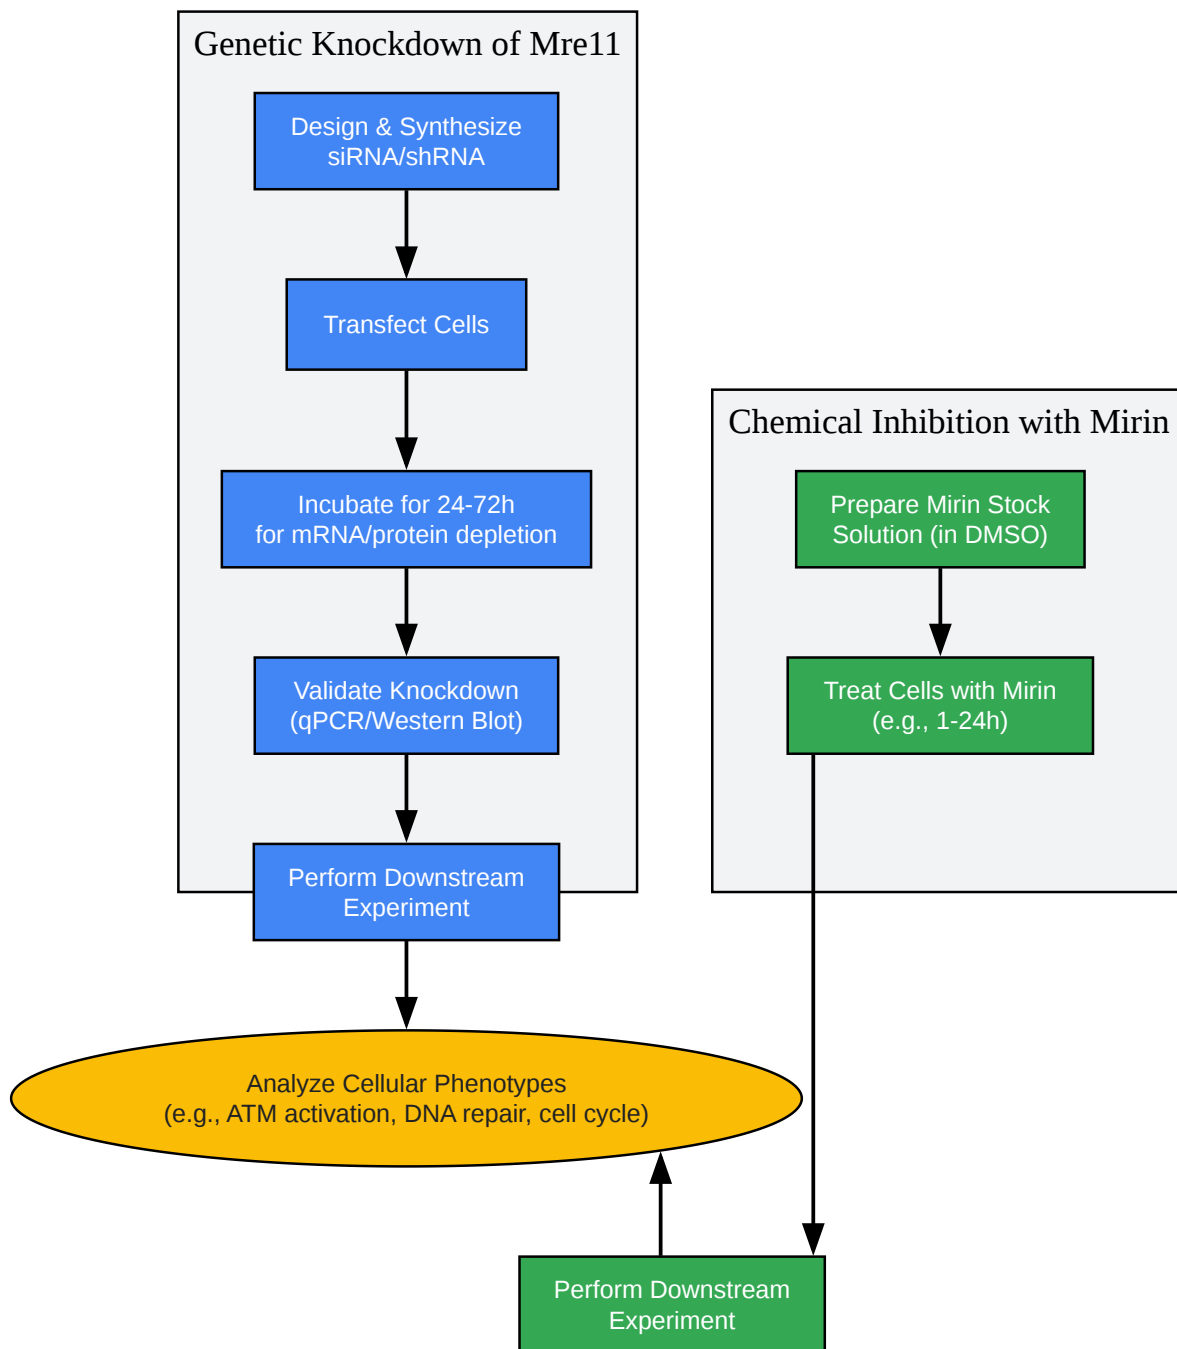 Genetic Knockdown of Mre11
Design & Synthesize
siRNA/shRNA
Transfect Cells
Incubate for 24-72h
for mRNA/protein depletion
Validate Knockdown
(qPCR/Western Blot)
Perform Downstream
Experiment
Chemical Inhibition with Mirin
Prepare Mirin Stock
Solution (in DMSO)
Treat Cells with Mirin
(e.g., 1-24h)
Analyze Cellular Phenotypes
(e.g., ATM activation, DNA repair, cell cycle)
Perform Downstream
Experiment